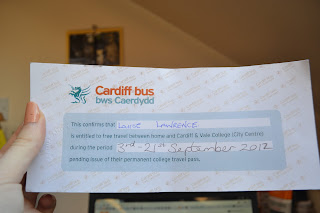 Cardiff bus
bws Caerdydd
This confirms that LUISE LAWRENCE
is entitled to free travel between home and Cardiff & Vale College (City Centre)
during the period 3rd - 21st September 2012
pending issue of their permanent college travel pass.